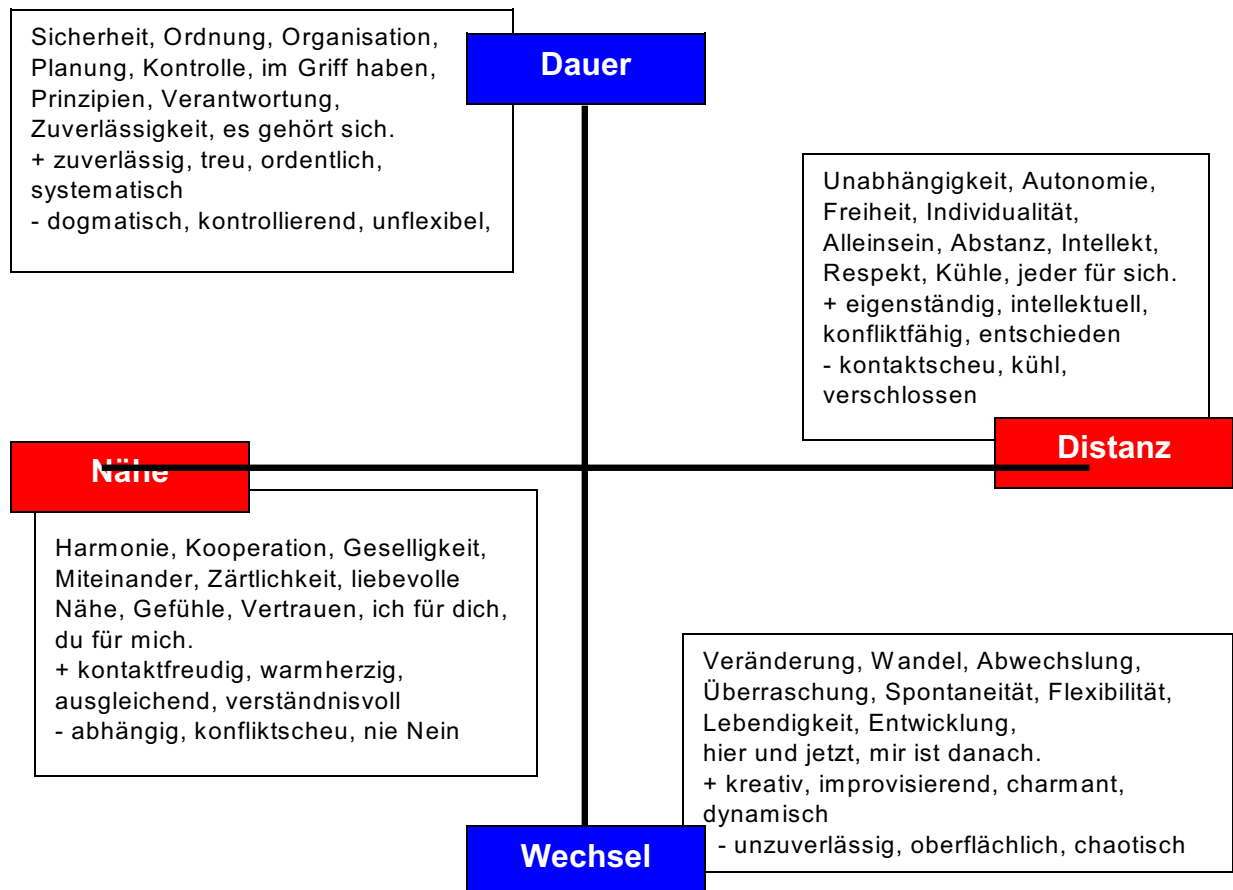 Sicherheit, Ordnung, Organisation,
Planung, Kontrolle, im Griff haben,
Prinzipien, Verantwortung,
Zuverlässigkeit, es gehört sich.
+ zuverlässig, treu, ordentlich,
systematisch
- dogmatisch, kontrollierend, unflexibel,
Dauer
Unabhängigkeit, Autonomie,
Freiheit, Individualität,
Alleinsein, Abstanz, Intellekt,
Respekt, Kühle, jeder für sich.
+ eigenständig, intellektuell,
konfliktfähig, entschieden
- kontaktscheu, kühl,
verschlossen
Distanz
Nähe
Harmonie, Kooperation, Geselligkeit,
Miteinander, Zärtlichkeit, liebevolle
Nähe, Gefühle, Vertrauen, ich für dich,
du für mich.
+ kontaktfreudig, warmherzig,
ausgleichend, verständnisvoll
- abhängig, konfliktscheu, nie Nein
Veränderung, Wandel, Abwechslung,
Überraschung, Spontaneität, Flexibilität,
Lebendigkeit, Entwicklung,
hier und jetzt, mir ist danach.
+ kreativ, improvisierend, charmant,
dynamisch
- unzuverlässig, oberflächlich, chaotisch
Wechsel